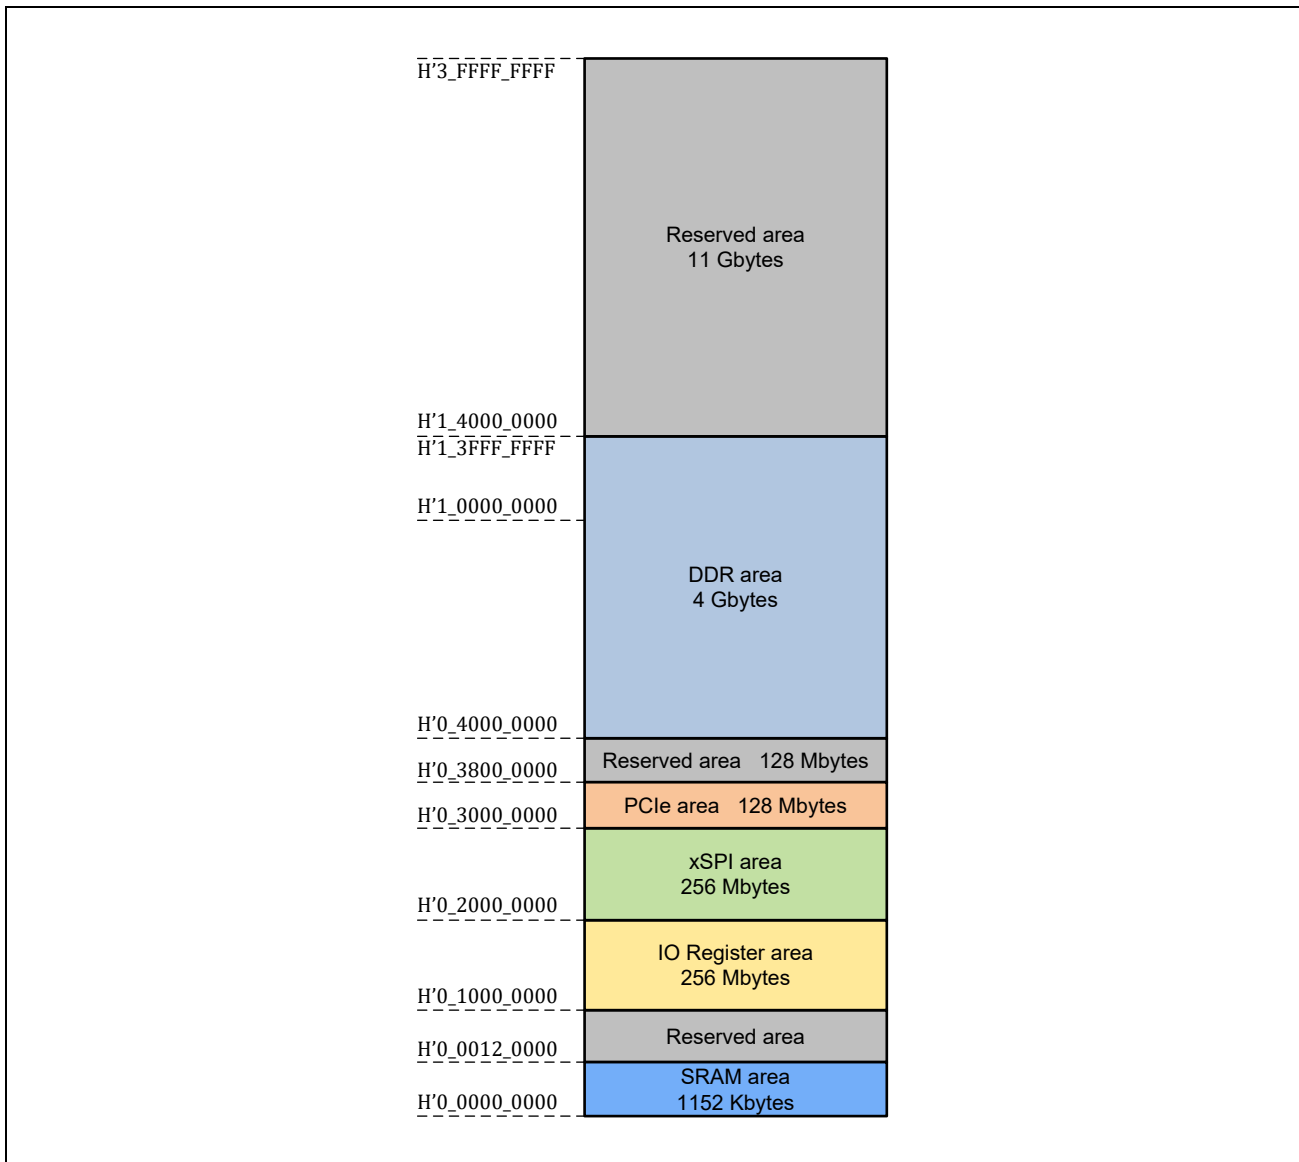 H’3_FFFF_FFFF
Reserved area
11 Gbytes
H’1_4000_0000
H’1_3FFF_FFFF
H’1_0000_0000
DDR area
4 Gbytes
H’0_4000_0000
Reserved area 128 Mbytes
H’0_3800_0000
PCIe area 128 Mbytes
H’0_3000_0000
xSPI area
256 Mbytes
H’0_2000_0000
IO Register area
256 Mbytes
H’0_1000_0000
Reserved area
H’0_0012_0000
SRAM area
1152 Kbytes
H’0_0000_0000